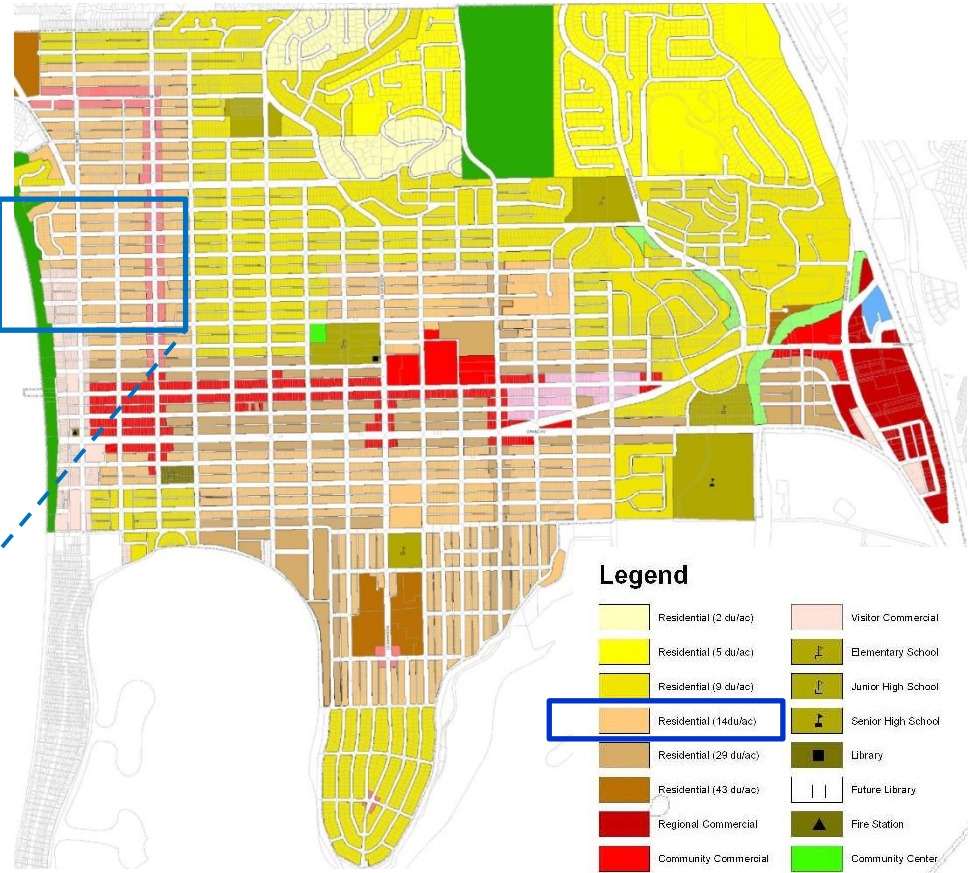 Legend
Residential (2 du/ac)
Residential (5 du/ac)
Residential (9 du/ac)
Residential (14du/ac)
Residential (29 du/ac)
Residential (43 du/ac)
Regional Commercial
Community Commercial
Visitor Commercial
Elementary School
Junior High School
Senior High School
Library
Future Library
Fire Station
Community Center